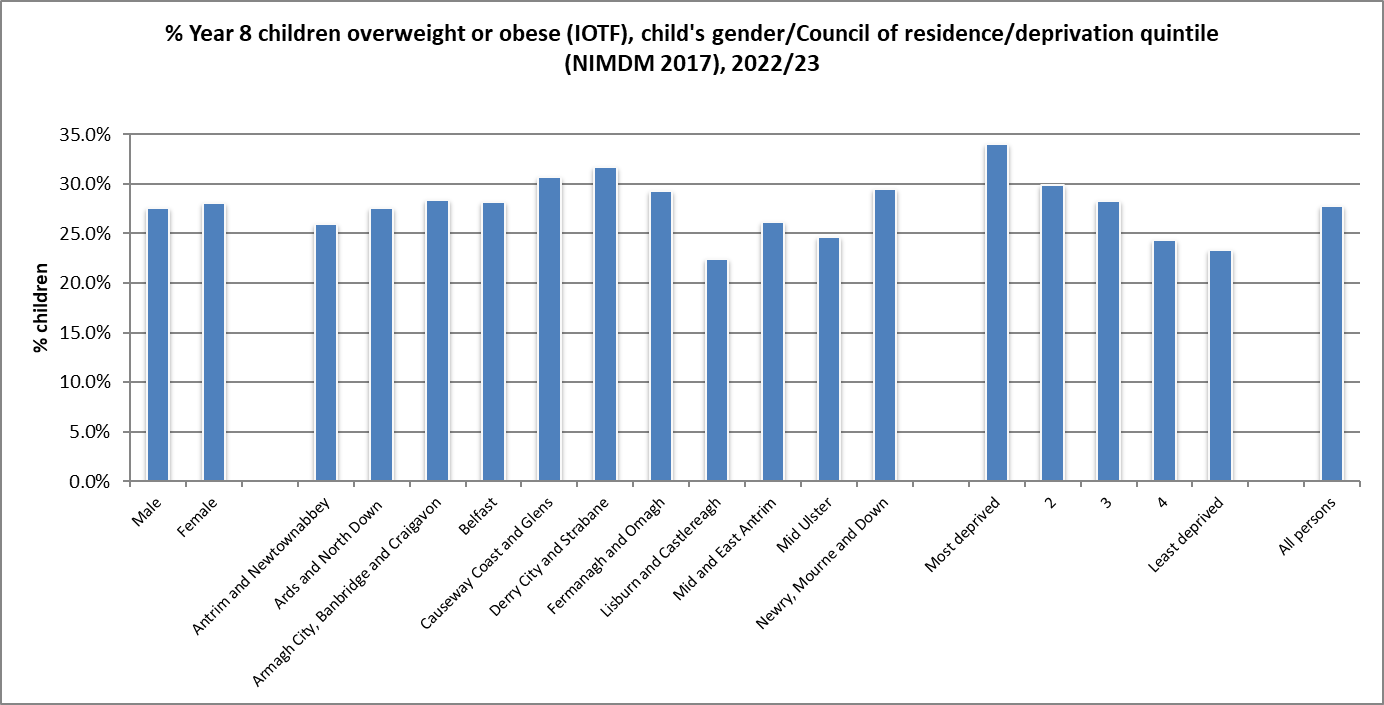 % Year 8 children overweight or obese (IOTF), child's gender/Council of residence/deprivation quintile
(NIMDM 2017), 2022/23
% children
35.0%
30.0%
25.0%
20.0%
15.0%
10.0%
5.0%
0.0%
Male
Female
Antrim and Newtownabbey
Ards and North Down
Armagh City, Banbridge and Craigavon
Belfast
Causeway Coast and Glens
Derry City and Strabane
Fermanagh and Omagh
Lisburn and Castlereagh
Mid and East Antrim
Mid Ulster
Newry, Mourne and Down
Most deprived
2
3
4
Least deprived
All persons